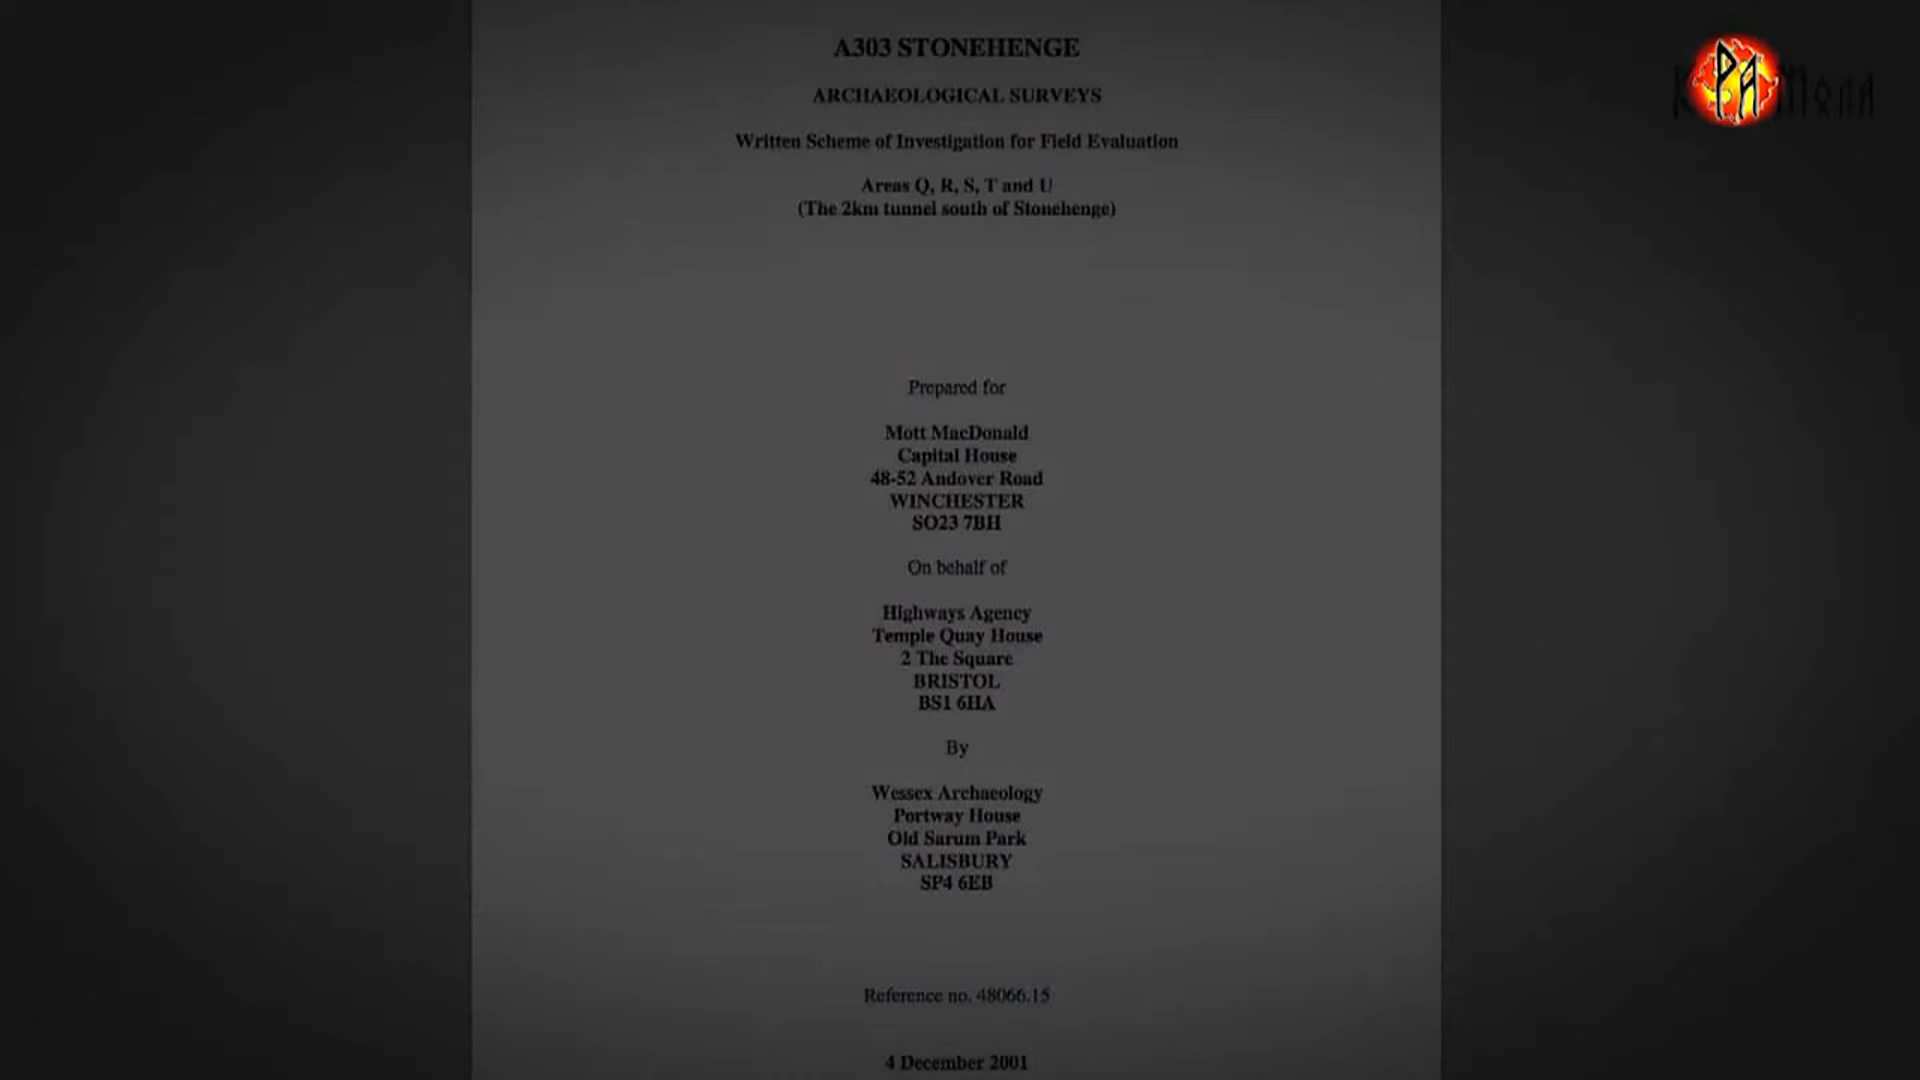 A303 STONEHENGE
ARCHAEOLOGICAL SURVEYS
Written Scheme of Investigation for Field Evaluation
Areas Q, R, S, T and U
(The 2km tunnel south of Stonehenge)
Prepared for
Mott MacDonald
Capital House
48-52 Andover Road
WINCHESTER
SO23 7BH
On behalf of
Highways Agency
Temple Quay House
2 The Square
BRISTOL
BS1 6HA
By
Wessex Archaeology
Portway House
Old Sarum Park
SALISBURY
SP4 6EB
Reference no. 48066.15
4 December 2001